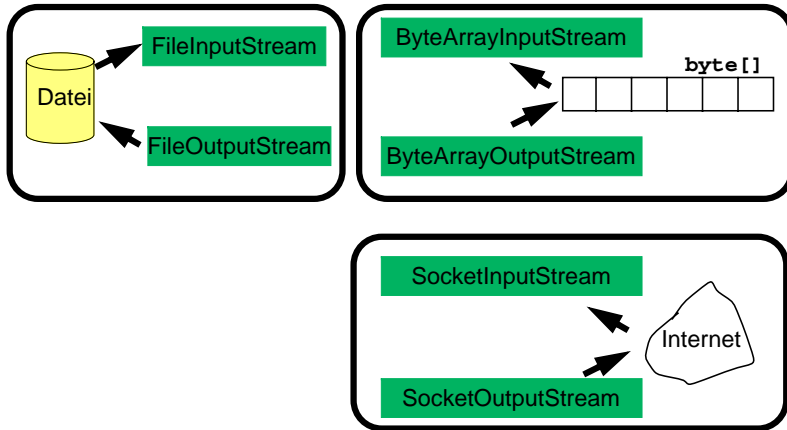 FileInputStream
Datei
FileOutputStream
ByteArrayInputStream
byte[]
ByteArrayOutputStream
SocketInputStream
Internet
SocketOutputStream